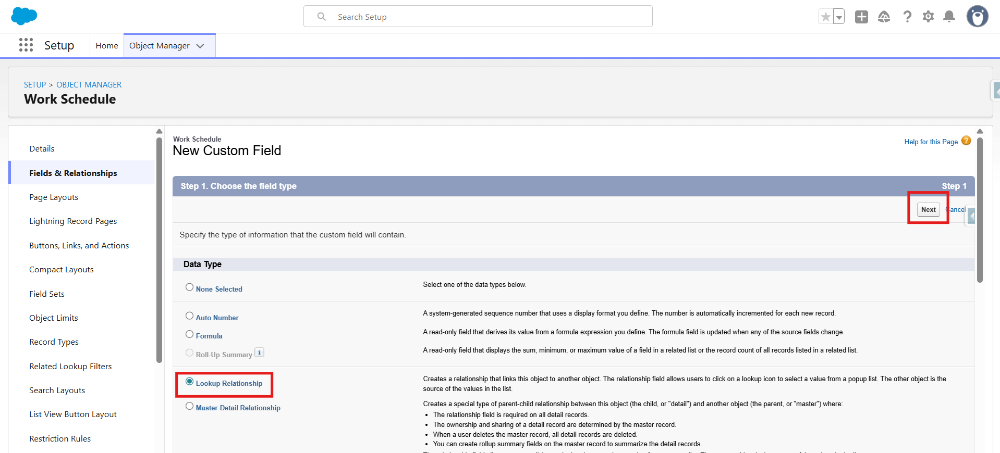 Search Setup
Setup
Home
Object Manager
SETUP > OBJECT MANAGER
Work Schedule
Details
Fields & Relationships
Page Layouts
Lightning Record Pages
Buttons, Links, and Actions
Compact Layouts
Field Sets
Object Limits
Record Types
Related Lookup Filters
Search Layouts
List View Button Layout
Restriction Rules
Work Schedule
New Custom Field
Help for this Page ?
Step 1. Choose the field type
Step 1
Next
Cancel
Specify the type of information that the custom field will contain.
Data Type
None Selected
Select one of the data types below.
Auto Number
A system-generated sequence number that uses a display format you define. The number is automatically incremented for each new record.
Formula
A read-only field that derives its value from a formula expression you define. The formula field is updated when any of the source fields change.
Roll-Up Summary i
A read-only field that displays the sum, minimum, or maximum value of a field in a related list or the record count of all records listed in a related list.
Lookup Relationship
Creates a relationship that links this object to another object. The relationship field allows users to click on a lookup icon to select a value from a popup list. The other object is the
source of the values in the list.
Master-Detail Relationship
Creates a special type of parent-child relationship between this object (the child, or "detail") and another object (the parent, or "master") where:
• The relationship field is required on all detail records.
• The ownership and sharing of a detail record are determined by the master record.
• When a user deletes the master record, all detail records are deleted.
• You can create rollup summary fields on the master record to summarize the detail records.